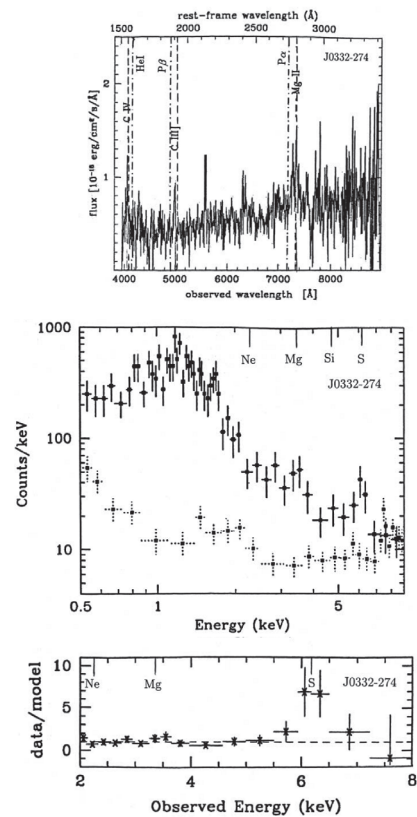 rest-frame wavelength (Å)
1500 2000 2500 3000
J0332-274
C IV
HeI
Pβ
C III]
Pα
Mg-II
flux [10⁻¹⁸ erg/cm²/s/Å]
2
1
4000 5000 6000 7000 8000
observed wavelength [Å]
1000
Ne Mg Si S
J0332-274
Counts/keV
100
10
0.5 1 5
Energy (keV)
10
Ne Mg S J0332-274
data/model
5
0
2 4 6 8
Observed Energy (keV)